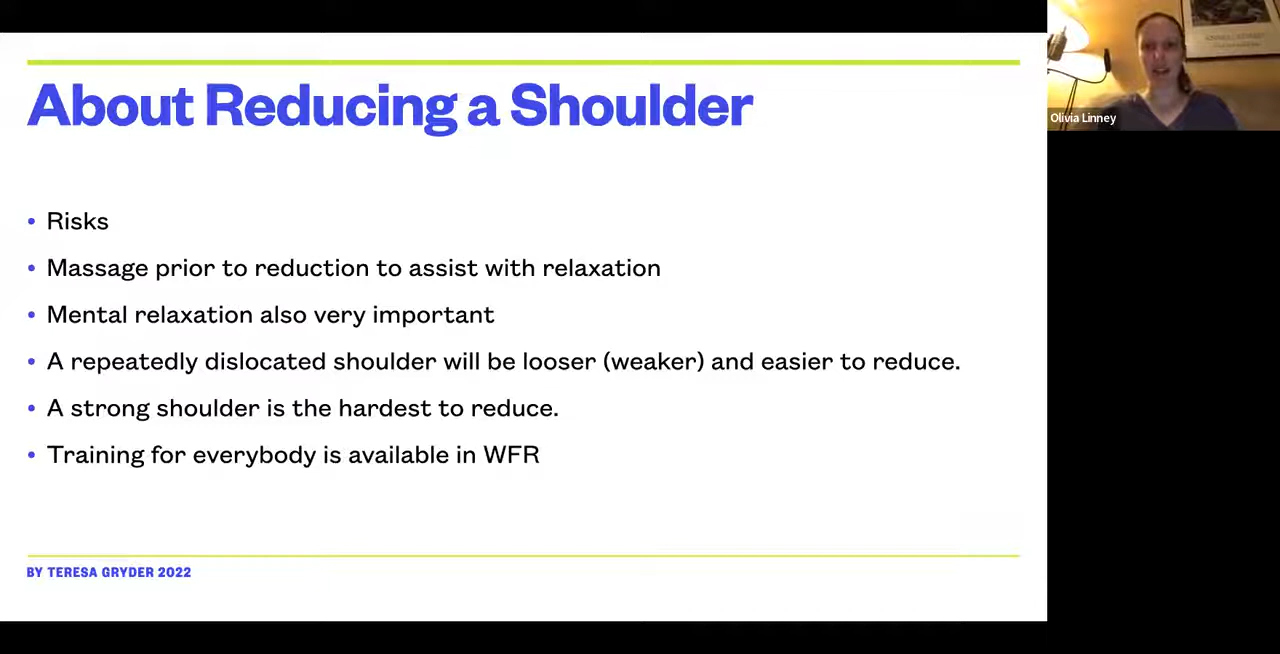 About Reducing a Shoulder
• Risks
• Massage prior to reduction to assist with relaxation
• Mental relaxation also very important
• A repeatedly dislocated shoulder will be looser (weaker) and easier to reduce.
• A strong shoulder is the hardest to reduce.
• Training for everybody is available in WFR
BY TERESA GRYDER 2022
Olivia Linney